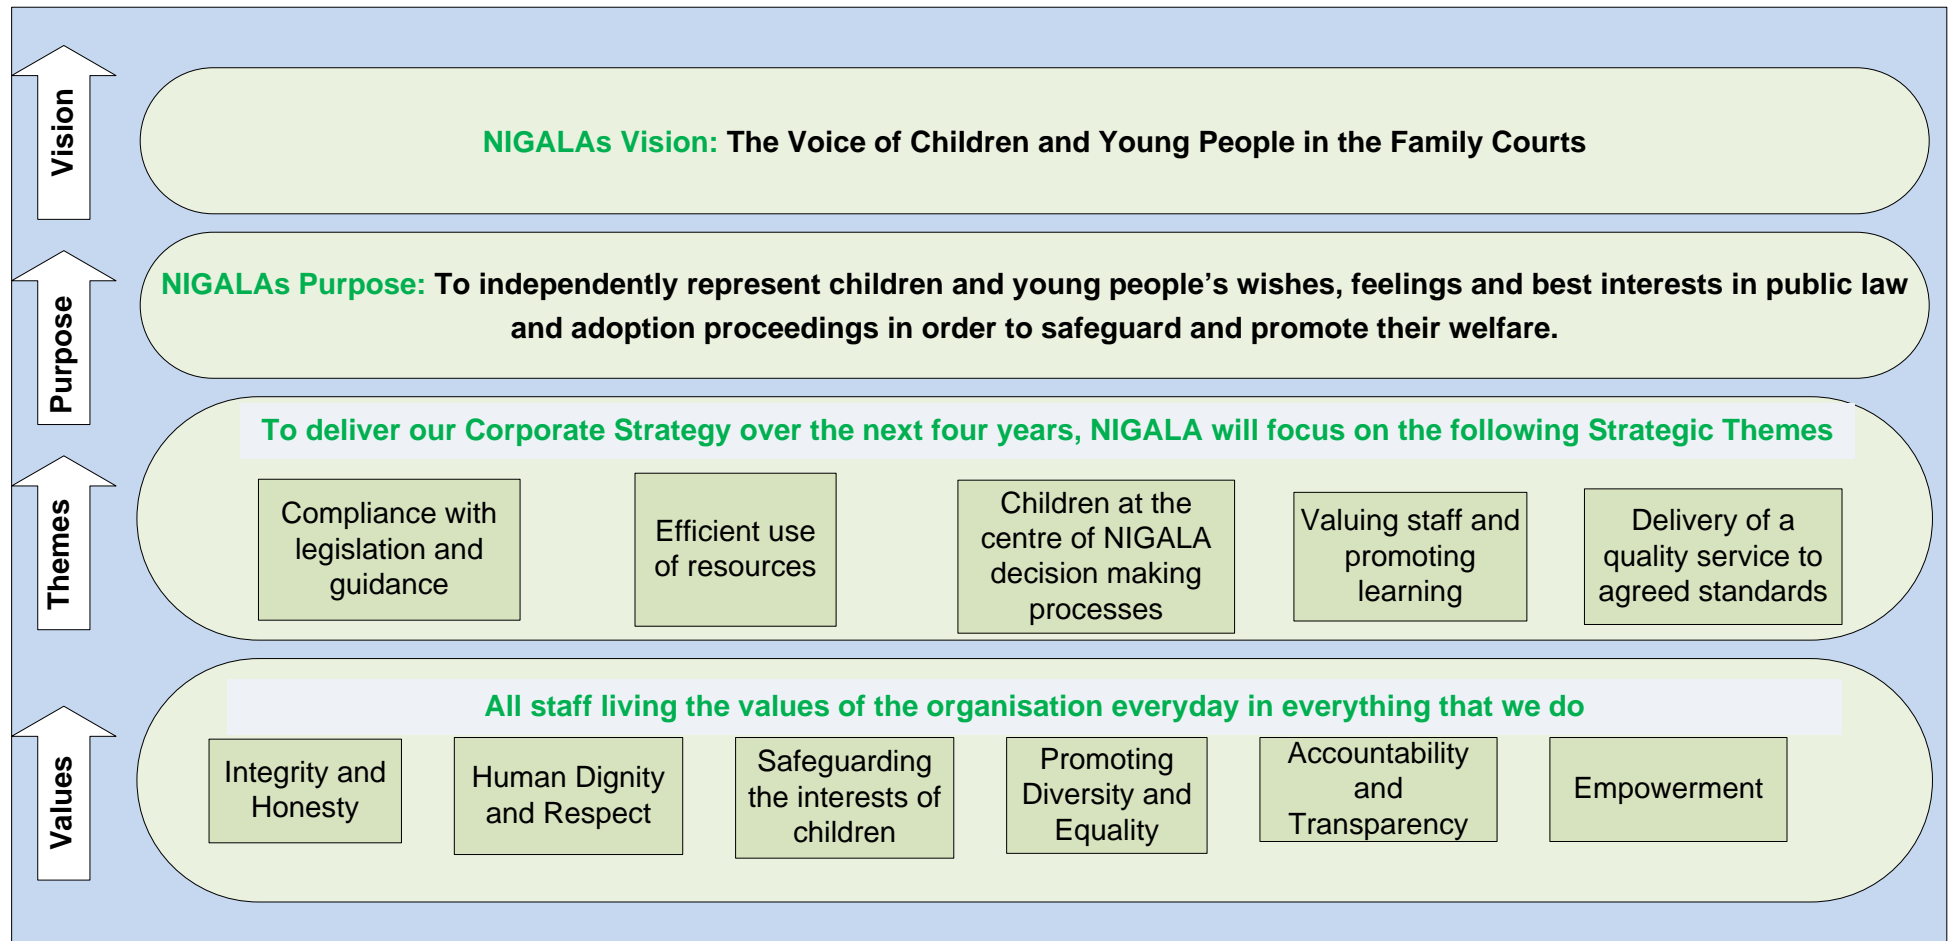 Vision
NIGALAs Vision: The Voice of Children and Young People in the Family Courts
Purpose
NIGALAs Purpose: To independently represent children and young people’s wishes, feelings and best interests in public law
and adoption proceedings in order to safeguard and promote their welfare.
Themes
To deliver our Corporate Strategy over the next four years, NIGALA will focus on the following Strategic Themes
Compliance with
legislation and
guidance
Efficient use
of resources
Children at the
centre of NIGALA
decision making
processes
Valuing staff and
promoting
learning
Delivery of a
quality service to
agreed standards
Values
All staff living the values of the organisation everyday in everything that we do
Integrity and
Honesty
Human Dignity
and Respect
Safeguarding
the interests of
children
Promoting
Diversity and
Equality
Accountability
and
Transparency
Empowerment